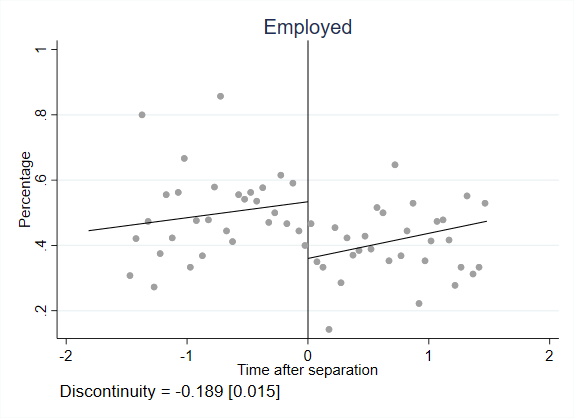 Employed
Percentage
1
.8
.6
.4
.2
-2 -1 0 1 2
Time after separation
Discontinuity = -0.189 [0.015]